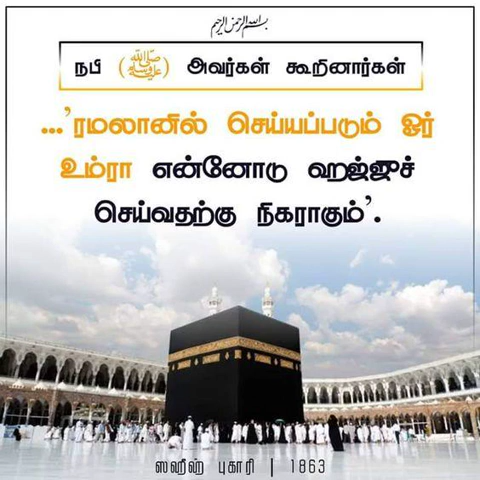 بسم الله الرحمن الرحيم
நபி (ﷺ) அவர்கள் கூறினார்கள்
...'ரமலானில் செய்யப்படும் ஓர்
உம்ரா என்னோடு ஹஜ்ஜுச்
செய்வதற்கு நிகராகும்'.
ஸஹீஹ் புகாரி | 1863